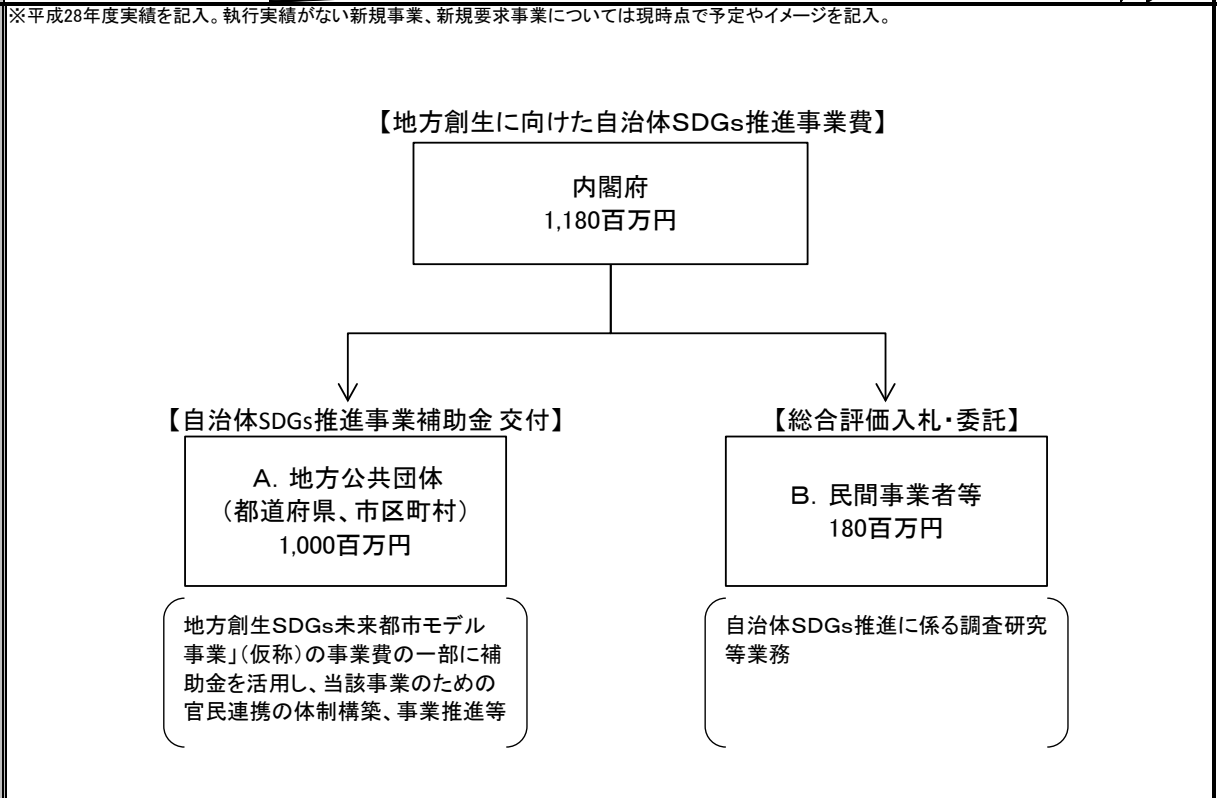 ※平成28年度実績を記入。執行実績がない新規事業、新規要求事業については現時点で予定やイメージを記入。
【地方創生に向けた自治体SDGs推進事業費】
内閣府
1,180百万円
【自治体SDGs推進事業補助金 交付】
A．地方公共団体
（都道府県、市区町村）
1,000百万円
地方創生SDGs未来都市モデル
事業」（仮称）の事業費の一部に補
助金を活用し、当該事業のための
官民連携の体制構築、事業推進等
【総合評価入札・委託】
B．民間事業者等
180百万円
自治体SDGs推進に係る調査研究
等業務